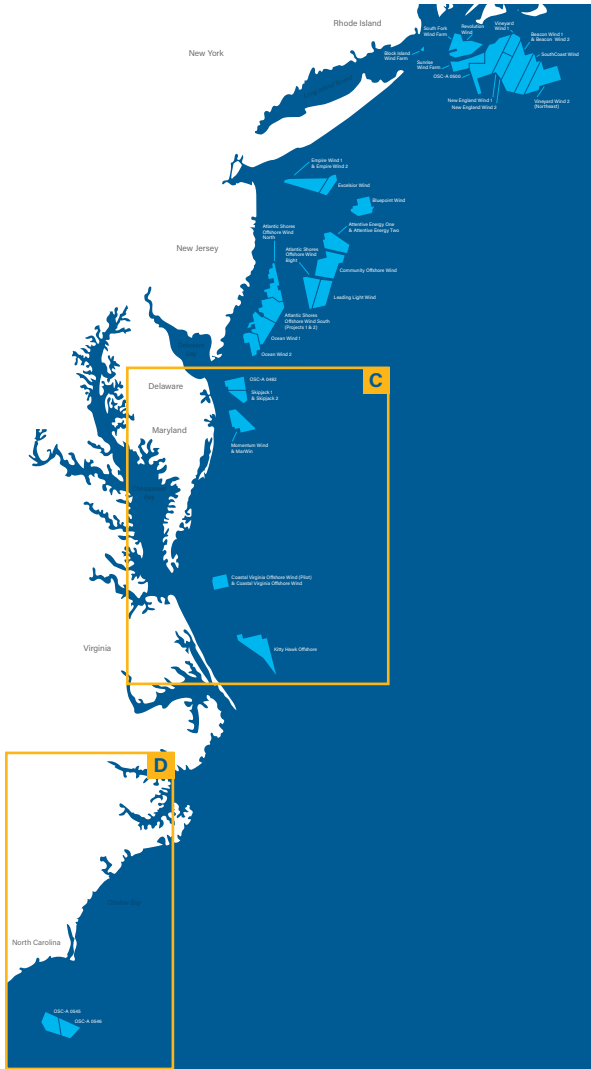 Rhode Island
New York
South Fork
Wind Farm
Revolution
Wind
Vineyard
Wind 1
Beacon Wind 1
& Beacon Wind 2
SouthCoast Wind
Block Island
Wind Farm
Sunrise
Wind Farm
OSC-A 0500
New England Wind 1
New England Wind 2
Vineyard Wind 2
(Northeast)
Empire Wind 1
& Empire Wind 2
Excelsior Wind
Bluepoint Wind
Attentive Energy One
& Attentive Energy Two
Atlantic Shores
Offshore Wind
North
New Jersey
Atlantic Shores
Offshore Wind
Bight
Community Offshore Wind
Leading Light Wind
Atlantic Shores
Offshore Wind South
(Projects 1 & 2)
Ocean Wind 1
Ocean Wind 2
Bay
C
Delaware
OSC-A 0482
Skipjack 1
& Skipjack 2
Maryland
Momentum Wind
& MarWin
Bay
Coastal Virginia Offshore Wind (Pilot)
& Coastal Virginia Offshore Wind
Virginia
Kitty Hawk Offshore
D
North Carolina
OSC-A 0545
OSC-A 0546